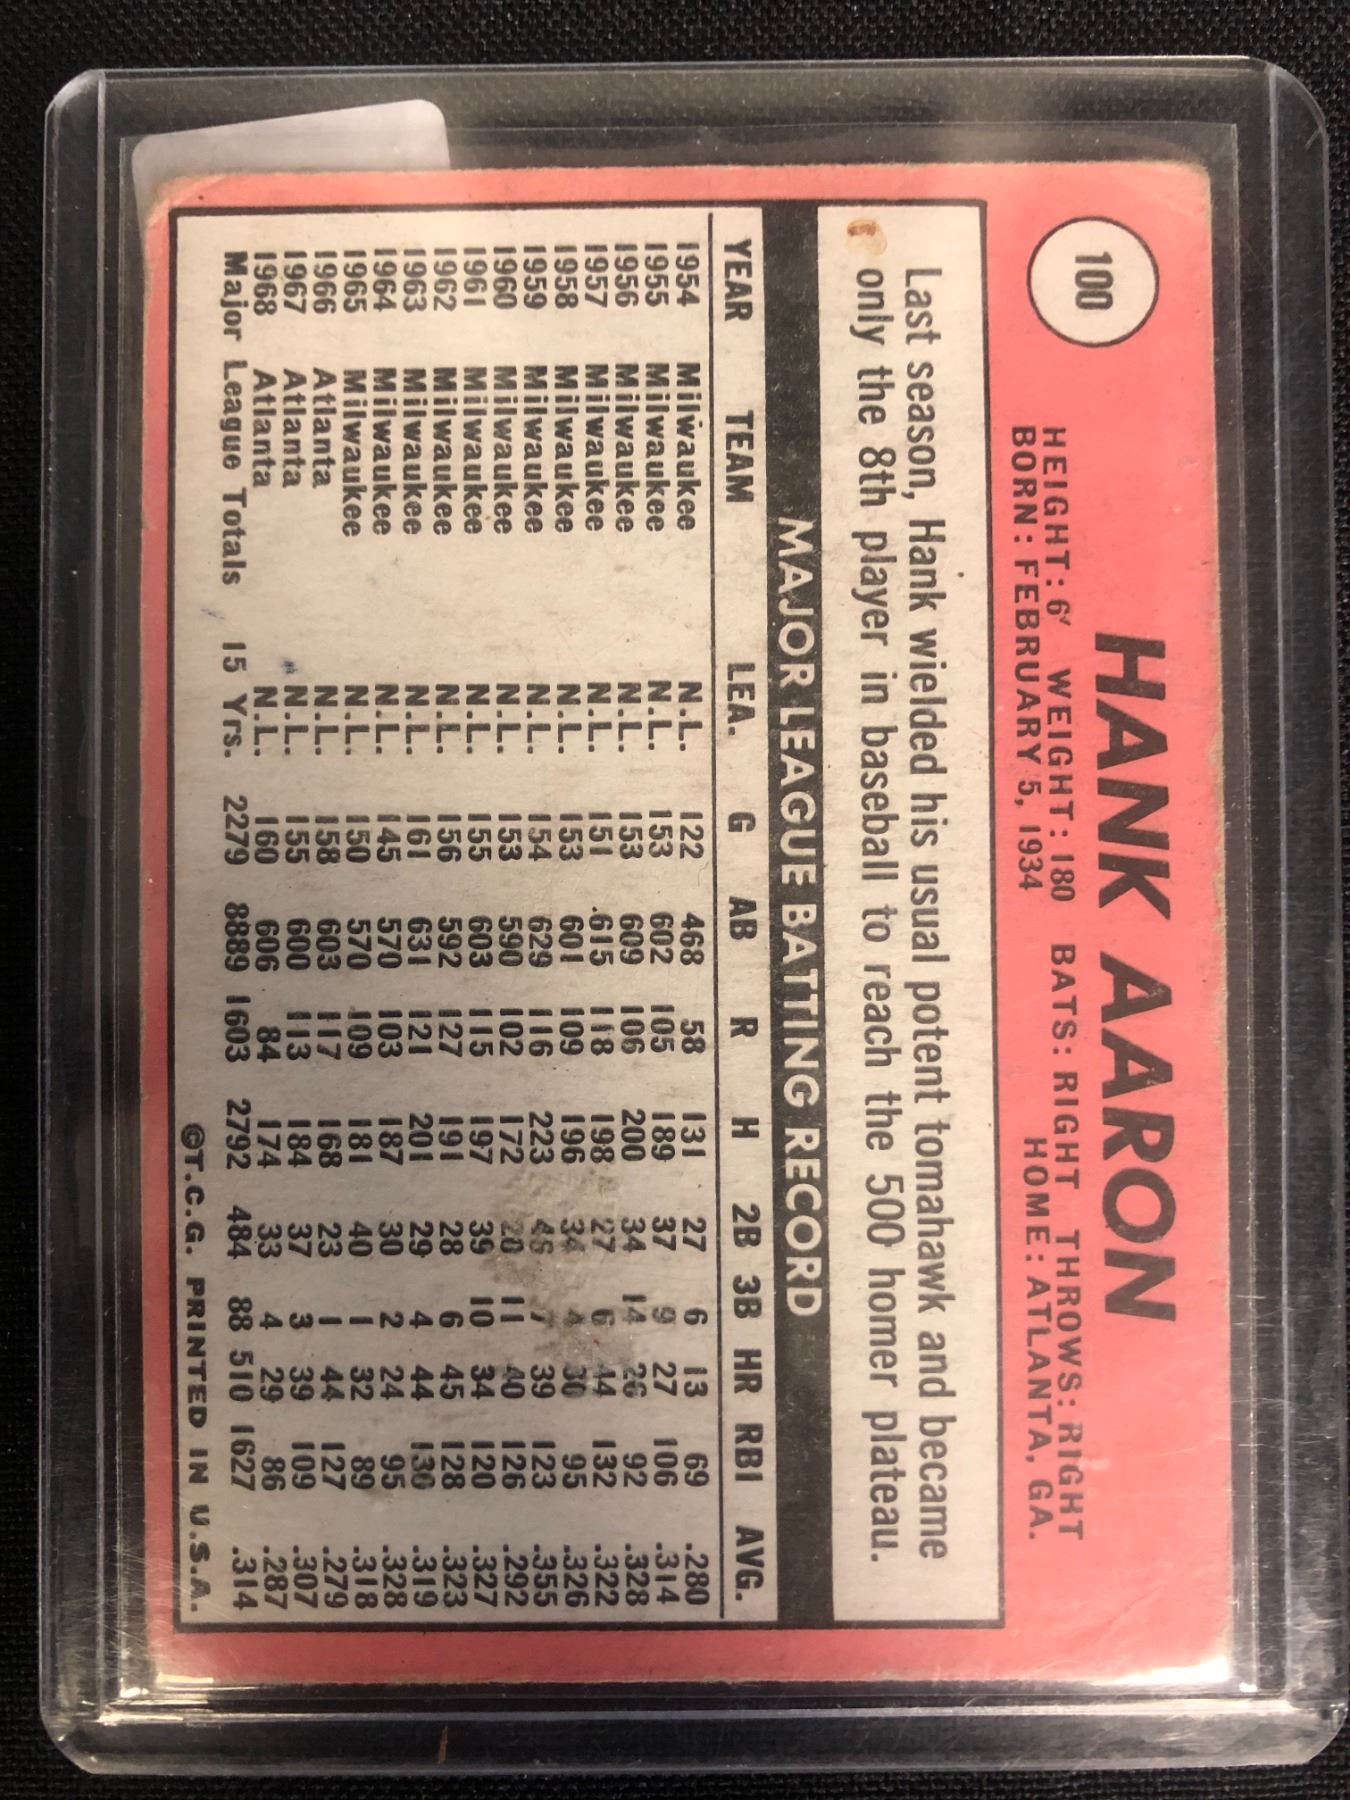 100
HANK AARON
HEIGHT: 6' WEIGHT: 180 BATS: RIGHT THROWS: RIGHT
BORN: FEBRUARY 5, 1934 HOME: ATLANTA, GA.
Last season, Hank wielded his usual potent tomahawk and became
only the 8th player in baseball to reach the 500 homer plateau.
MAJOR LEAGUE BATTING RECORD
YEAR TEAM LEA. G AB R H 2B 3B HR RBI AVG.
1954 Milwaukee N.L. 122 468 58 131 27 6 13 69 .280
1955 Milwaukee N.L. 153 602 105 189 37 9 27 106 .314
1956 Milwaukee N.L. 153 609 106 200 34 14 26 92 .328
1957 Milwaukee N.L. 151 615 118 198 27 6 44 132 .322
1958 Milwaukee N.L. 153 601 109 196 34 4 30 95 .326
1959 Milwaukee N.L. 154 629 116 223 46 7 39 123 .355
1960 Milwaukee N.L. 153 590 102 172 20 11 40 126 .292
1961 Milwaukee N.L. 155 603 115 197 39 10 34 120 .327
1962 Milwaukee N.L. 156 592 127 191 28 6 45 128 .323
1963 Milwaukee N.L. 161 631 121 201 29 4 44 130 .319
1964 Milwaukee N.L. 145 570 103 187 30 2 24 95 .328
1965 Milwaukee N.L. 150 570 109 181 40 1 32 89 .318
1966 Atlanta N.L. 158 603 117 168 23 1 44 127 .279
1967 Atlanta N.L. 155 600 113 184 37 3 39 109 .307
1968 Atlanta N.L. 160 606 84 174 33 4 29 86 .287
Major League Totals 15 Yrs. 2279 8889 1603 2792 484 88 510 1627 .314
©T.C.G. PRINTED IN U.S.A.